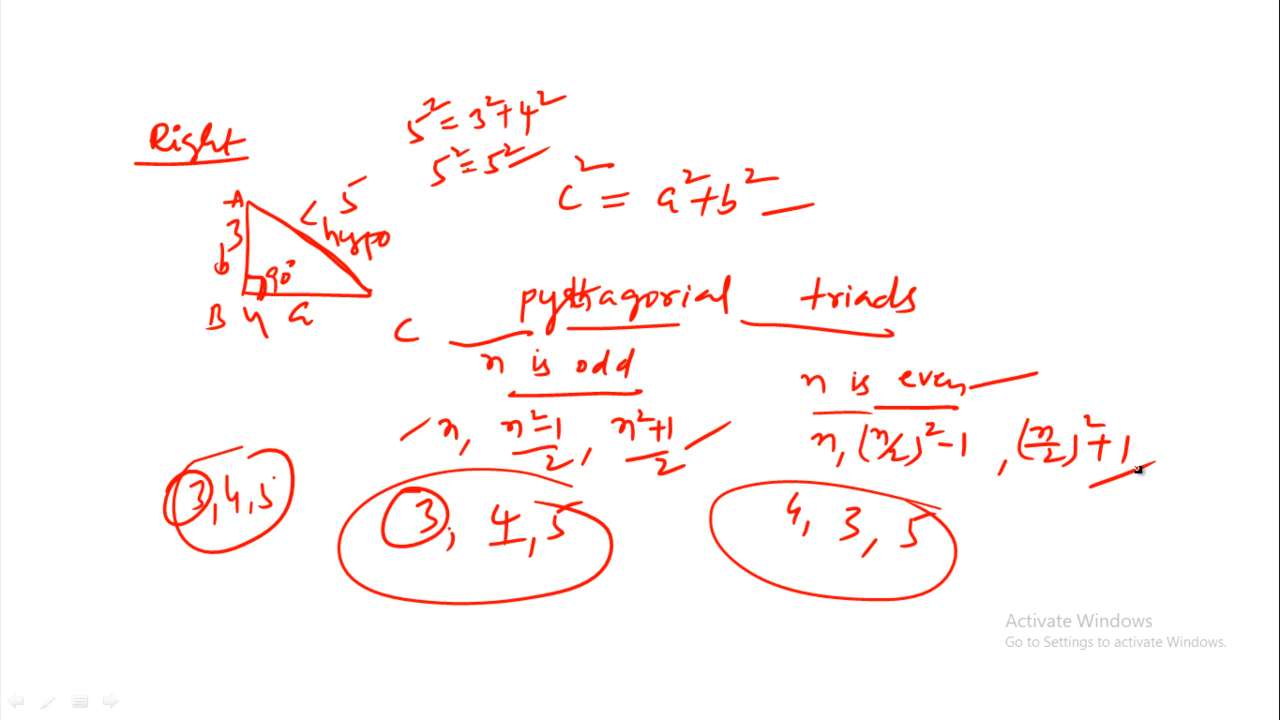 Right
5² = 3² + 4²
5² = 5²
c² = a² + b²
A
3
b
B
4
a
90°
c
5
hypo
C
pythagorial triads
n is odd
n, n²-1/2, n²+1/2
n is even
n, (n/2)²-1, (n/2)²+1
3,4,5
3, 4, 5
4, 3, 5
Activate Windows
Go to Settings to activate Windows.